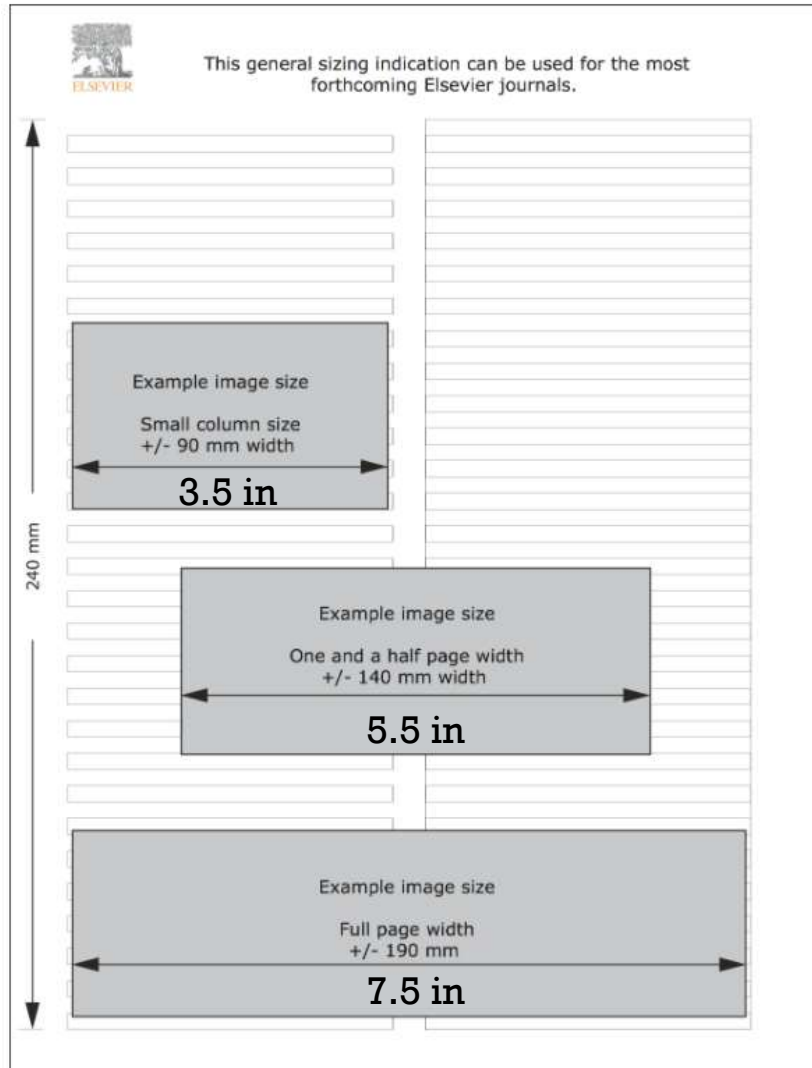 ELSEVIER
This general sizing indication can be used for the most
forthcoming Elsevier journals.
240 mm
Example image size
Small column size
+/- 90 mm width
3.5 in
Example image size
One and a half page width
+/- 140 mm width
5.5 in
Example image size
Full page width
+/- 190 mm
7.5 in